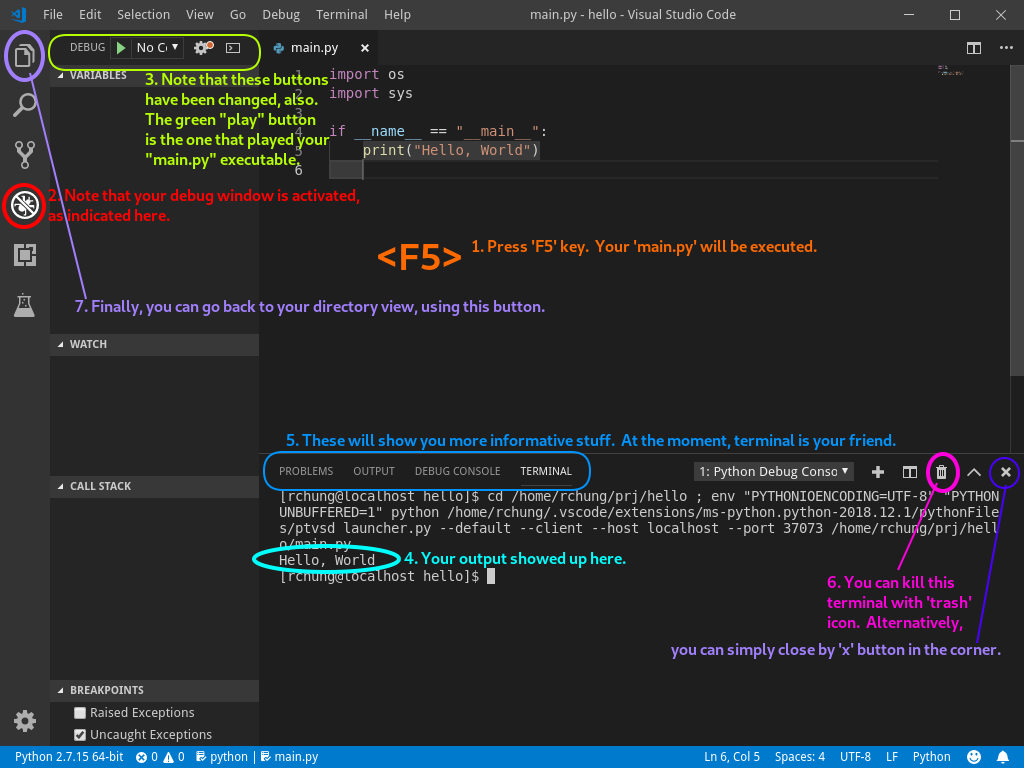 File Edit Selection View Go Debug Terminal Help main.py - hello - Visual Studio Code
DEBUG No Cı main.py
VARIABLES
3. Note that these buttons
have been changed, also.
The green "play" button
is the one that played your
"main.py" executable.
1 import os
2 import sys
3
4 if __name__ == "__main__":
5 print("Hello, World")
6
2. Note that your debug window is activated,
as indicated here.
<F5> 1. Press 'F5' key. Your 'main.py' will be executed.
7. Finally, you can go back to your directory view, using this button.
WATCH
5. These will show you more informative stuff. At the moment, terminal is your friend.
PROBLEMS OUTPUT DEBUG CONSOLE TERMINAL 1: Python Debug Conso
CALL STACK
[rchung@localhost hello]$ cd /home/rchung/prj/hello ; env "PYTHONIOENCODING=UTF-8" "PYTHON
UNBUFFERED=1" python /home/rchung/.vscode/extensions/ms-python.python-2018.12.1/pythonFile
s/ptvsd_launcher.py --default --client --host localhost --port 37073 /home/rchung/prj/hell
o/main.py
Hello, World
4. Your output showed up here.
[rchung@localhost hello]$
6. You can kill this
terminal with 'trash'
icon. Alternatively,
you can simply close by 'x' button in the corner.
BREAKPOINTS
Raised Exceptions
Uncaught Exceptions
Python 2.7.15 64-bit 0 0 python | main.py Ln 6, Col 5 Spaces: 4 UTF-8 LF Python